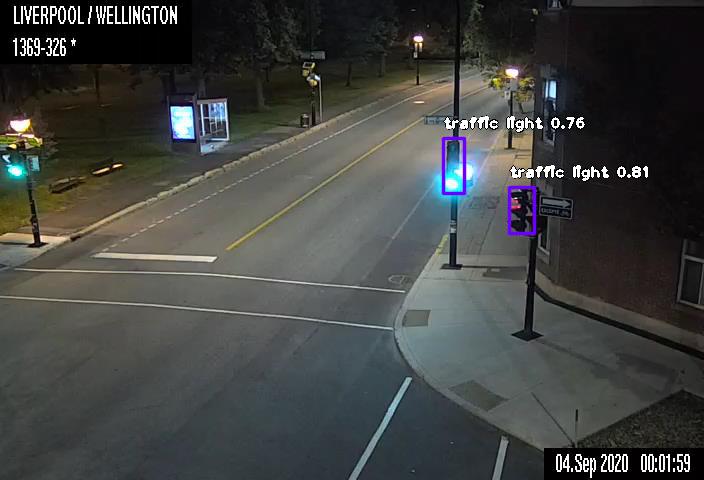 LIVERPOOL / WELLINGTON
1369-326 *
traffic light 0.76
traffic light 0.81
04.Sep 2020 00:01:59